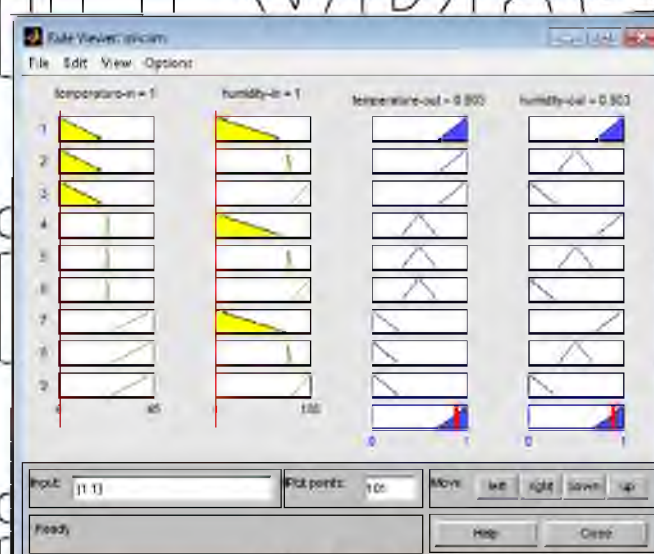 Rule Viewer:
File Edit View Options
temperature-in = 1 humidity-in = 1 temperature-out = 0.903 humidity-out = 0.903
1
2
3
4
5
6
7
8
9
0 100
0 1 0 1
Input: [1 1] Plot points: 101 Move: left right down up
Ready Help Close